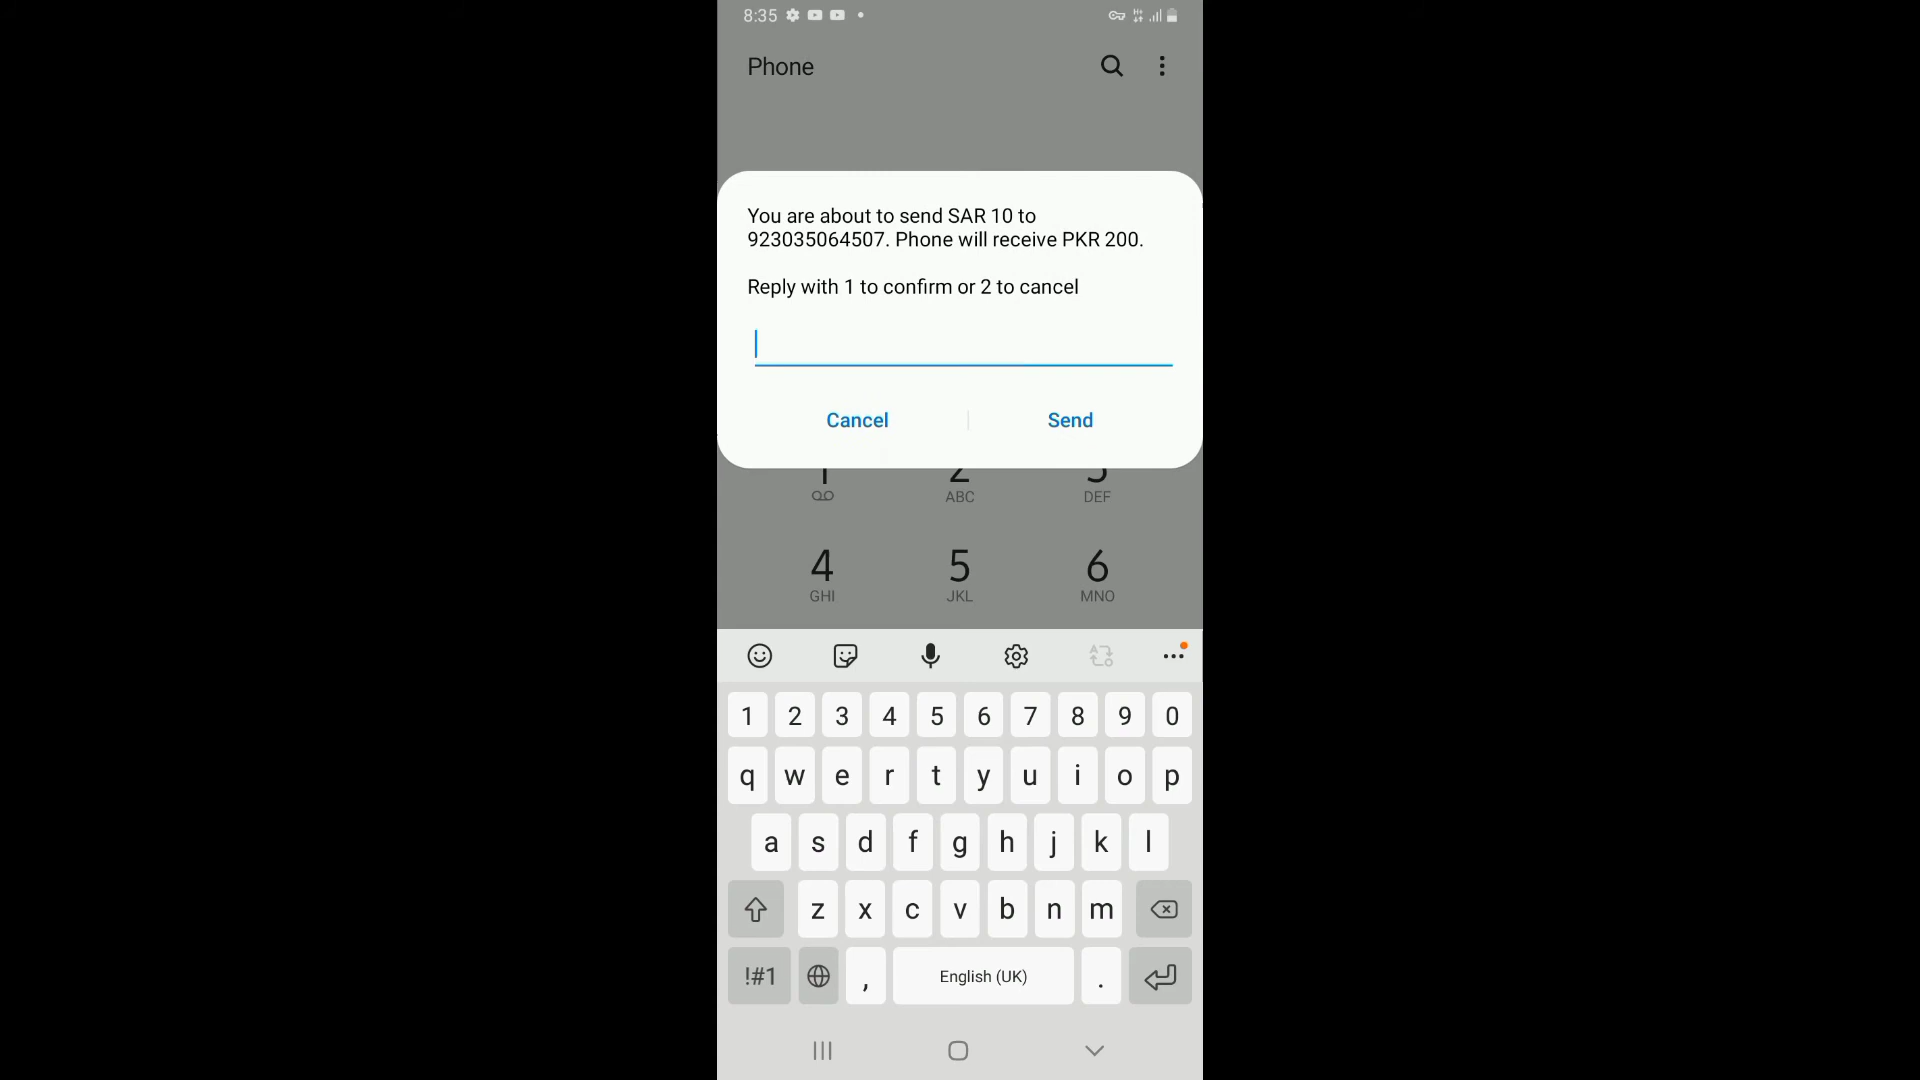 8:35
Phone
You are about to send SAR 10 to
923035064507. Phone will receive PKR 200.
Reply with 1 to confirm or 2 to cancel
Cancel
Send
1 2 3
ABC DEF
4 5 6
GHI JKL MNO
1 2 3 4 5 6 7 8 9 0
q w e r t y u i o p
a s d f g h j k l
z x c v b n m
!#1 , English (UK) .